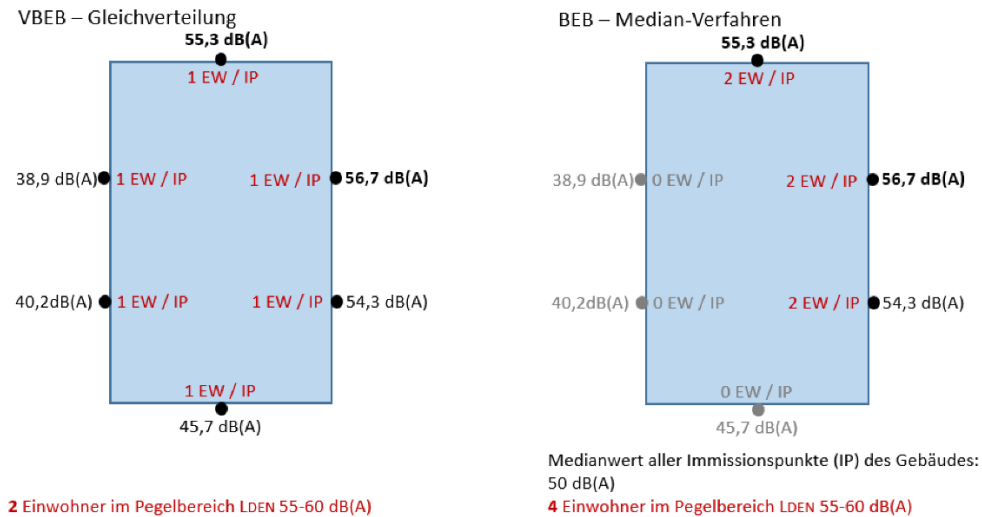 VBEB – Gleichverteilung
55,3 dB(A)
1 EW / IP
38,9 dB(A)
1 EW / IP
1 EW / IP
56,7 dB(A)
40,2dB(A)
1 EW / IP
1 EW / IP
54,3 dB(A)
1 EW / IP
45,7 dB(A)
2 Einwohner im Pegelbereich LDEN 55-60 dB(A)
BEB – Median-Verfahren
55,3 dB(A)
2 EW / IP
38,9 dB(A)
0 EW / IP
2 EW / IP
56,7 dB(A)
40,2dB(A)
0 EW / IP
2 EW / IP
54,3 dB(A)
0 EW / IP
45,7 dB(A)
Medianwert aller Immissionspunkte (IP) des Gebäudes:
50 dB(A)
4 Einwohner im Pegelbereich LDEN 55-60 dB(A)